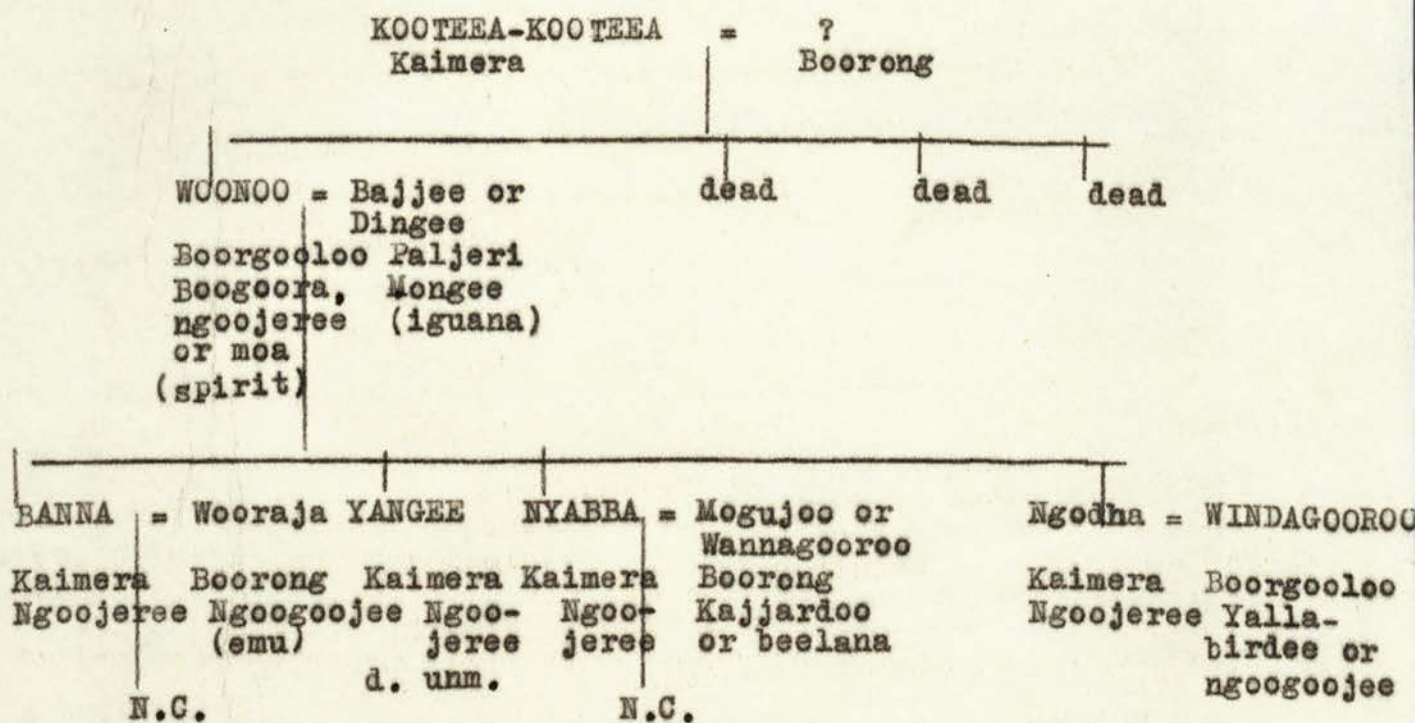 KOOTEEA-KOOTEEA = ?
Kaimera Boorong
WOONOO = Bajjee or dead dead dead
Dingee
Boorgooloo Paljeri
Boogoora, Mongee
ngoojeree (iguana)
or moa
(spirit)
BANNA = Wooraja YANGEE NYABBA = Mogujoo or Ngodha = WINDAGOOROO
Wannagooroo
Kaimera Boorong Kaimera Kaimera Boorong Kaimera Boorgooloo
Ngoojeree Ngoogoojee Ngoo- Ngoo- Kajjardoo Ngoojeree Yalla-
(emu) jeree jeree or beelana birdee or
d. unm. ngoogoojee
N.C. N.C.